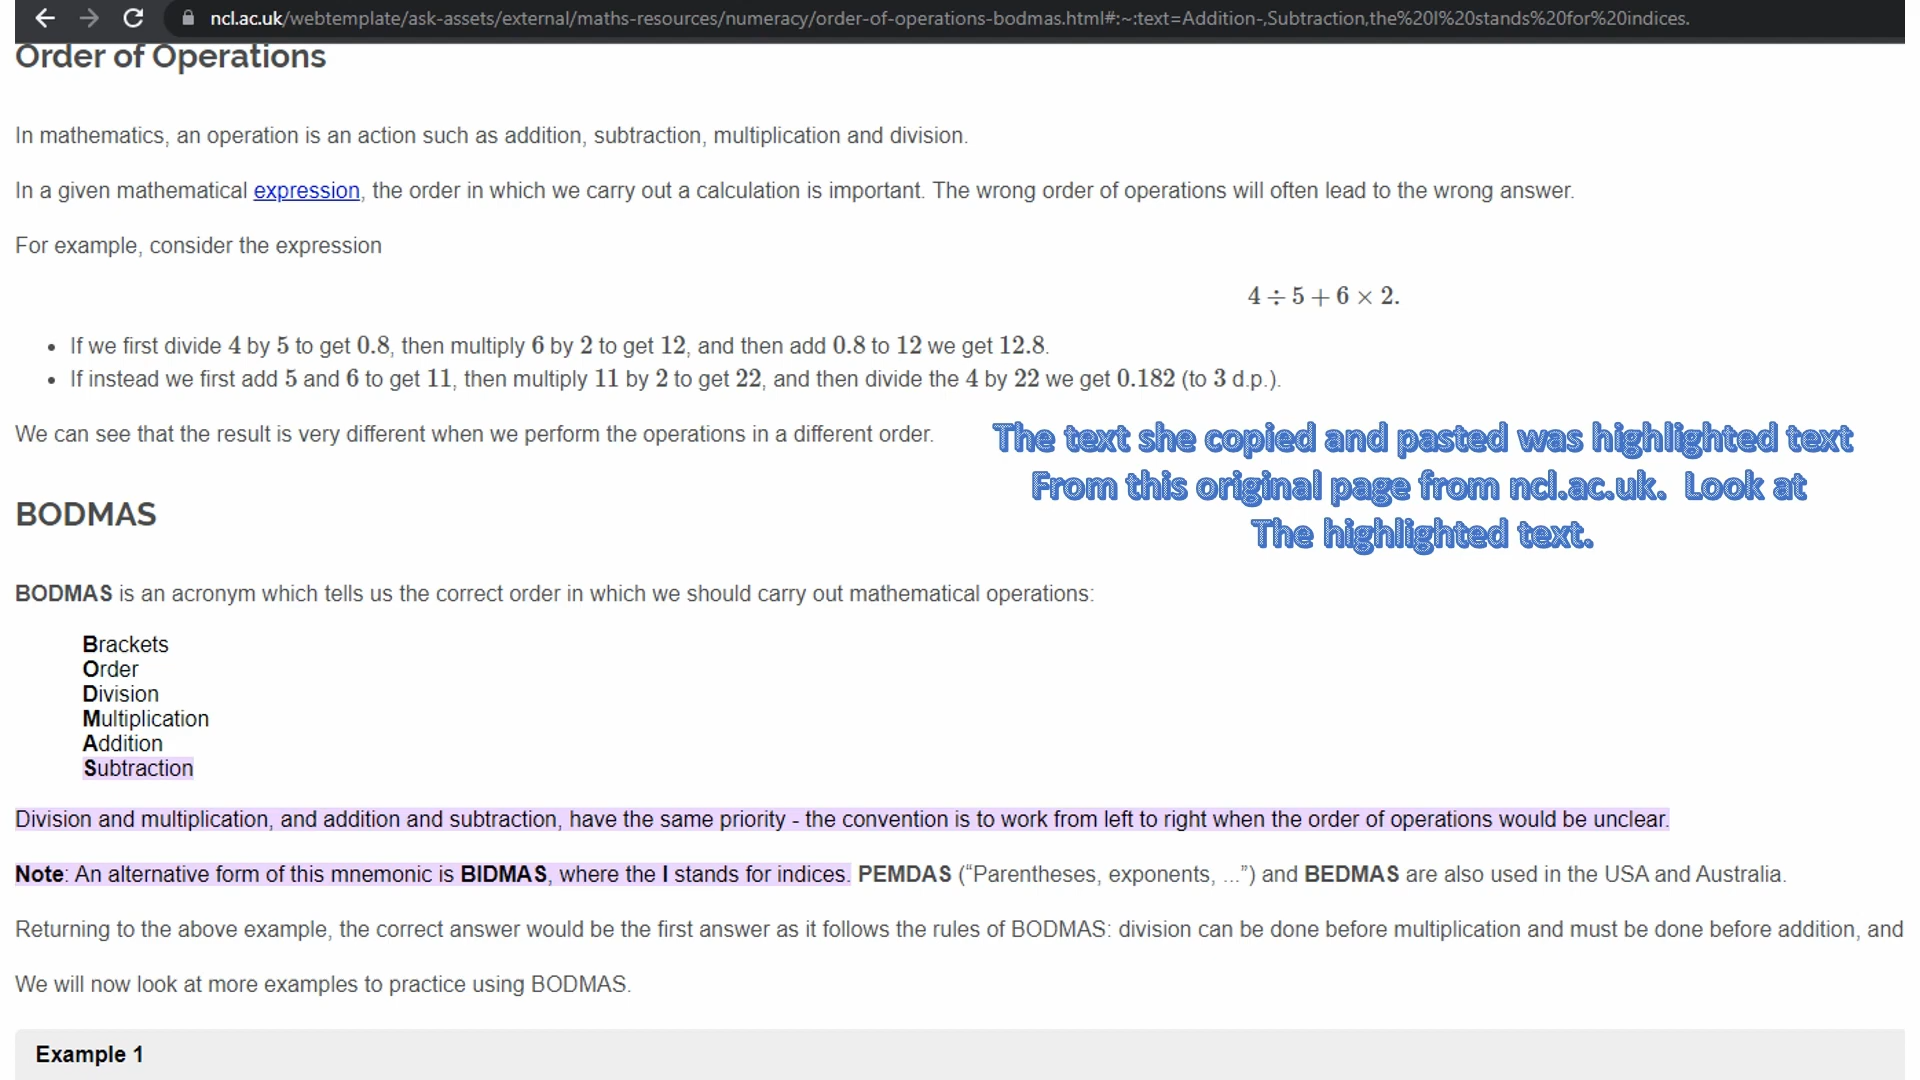 ncl.ac.uk/webtemplate/ask-assets/external/maths-resources/numeracy/order-of-operations-bodmas.html#:~:text=Addition-,Subtraction,the%20I%20stands%20for%20indices.
Order of Operations
In mathematics, an operation is an action such as addition, subtraction, multiplication and division.
In a given mathematical expression, the order in which we carry out a calculation is important. The wrong order of operations will often lead to the wrong answer.
For example, consider the expression
4 ÷ 5 + 6 × 2.
• If we first divide 4 by 5 to get 0.8, then multiply 6 by 2 to get 12, and then add 0.8 to 12 we get 12.8.
• If instead we first add 5 and 6 to get 11, then multiply 11 by 2 to get 22, and then divide the 4 by 22 we get 0.182 (to 3 d.p.).
We can see that the result is very different when we perform the operations in a different order.
The text she copied and pasted was highlighted text
From this original page from ncl.ac.uk. Look at
The highlighted text.
BODMAS
BODMAS is an acronym which tells us the correct order in which we should carry out mathematical operations:
Brackets
Order
Division
Multiplication
Addition
Subtraction
Division and multiplication, and addition and subtraction, have the same priority - the convention is to work from left to right when the order of operations would be unclear.
Note: An alternative form of this mnemonic is BIDMAS, where the I stands for indices. PEMDAS (“Parentheses, exponents, ...”) and BEDMAS are also used in the USA and Australia.
Returning to the above example, the correct answer would be the first answer as it follows the rules of BODMAS: division can be done before multiplication and must be done before addition, and
We will now look at more examples to practice using BODMAS.
Example 1